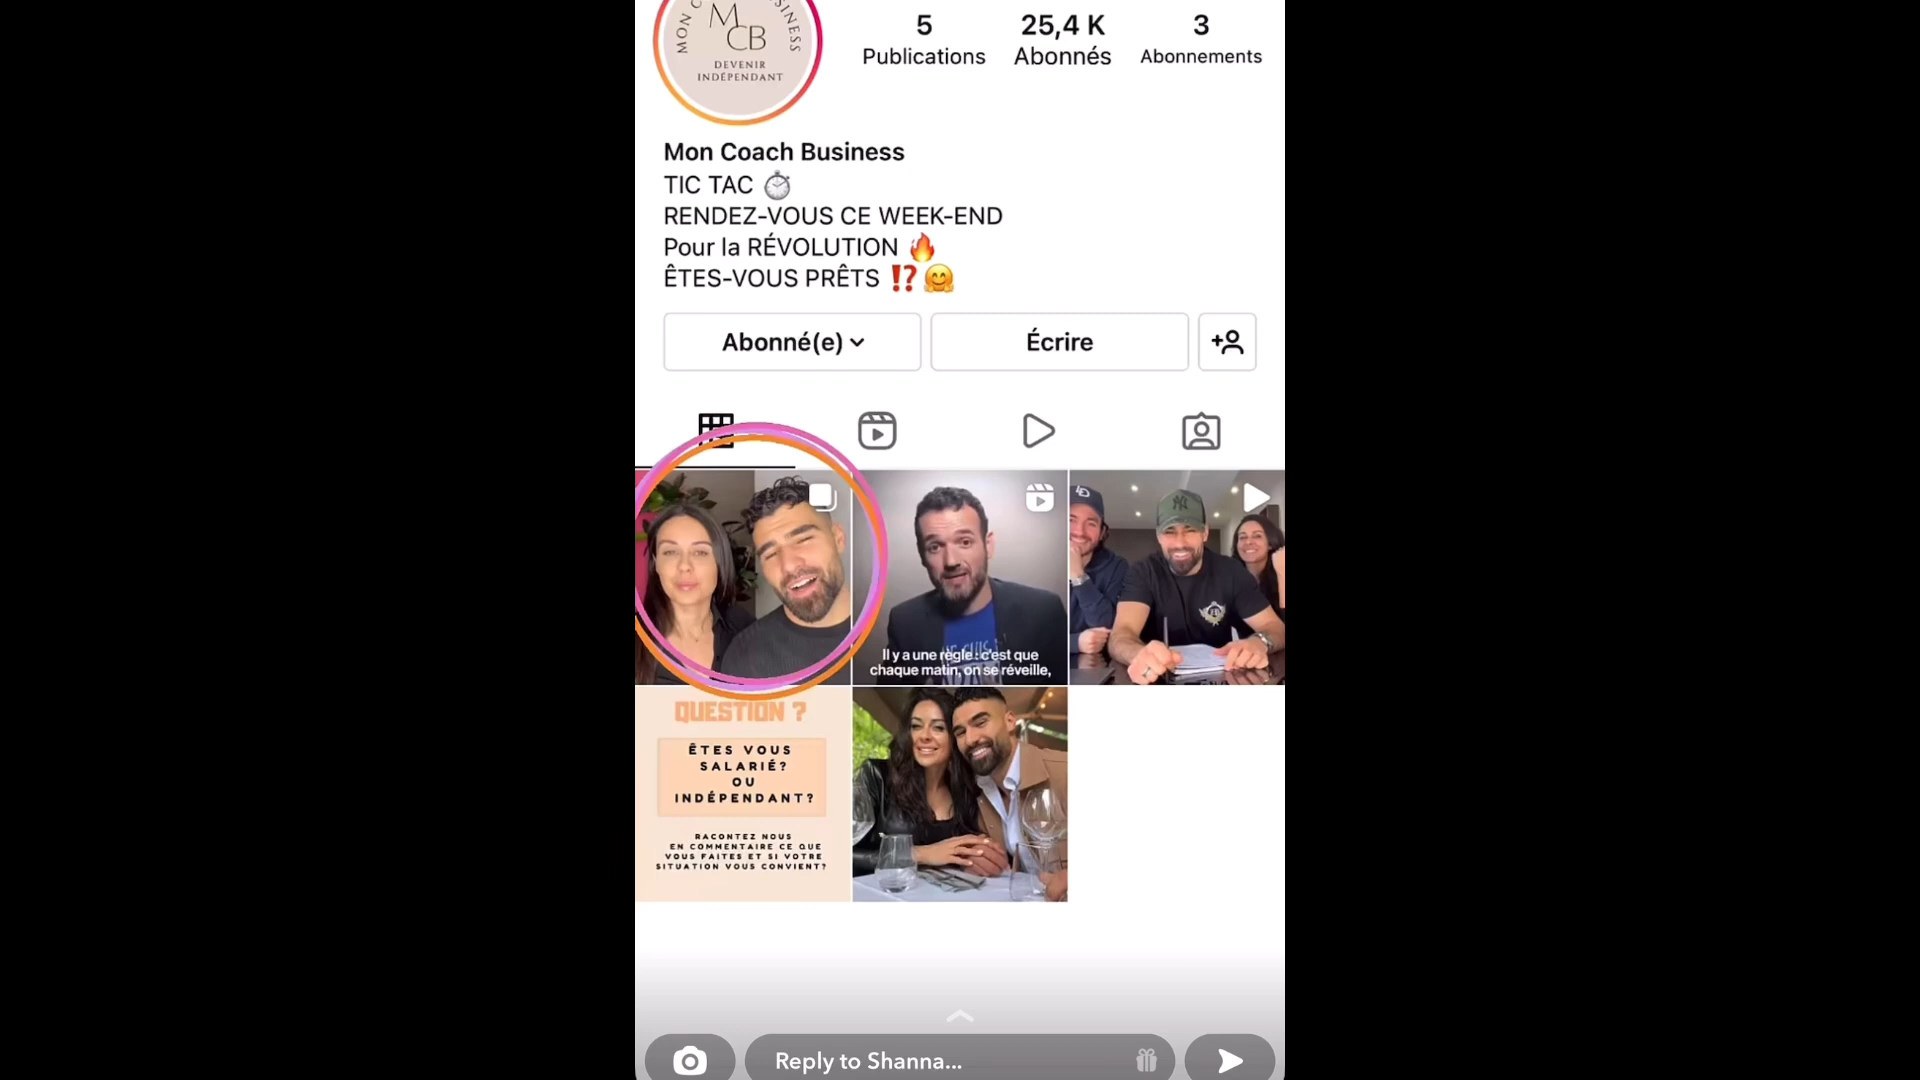 MON C
SINESS
M
CB
DEVENIR
INDÉPENDANT
5
Publications
25,4 K
Abonnés
3
Abonnements
Mon Coach Business
TIC TAC ⏱️
RENDEZ-VOUS CE WEEK-END
Pour la RÉVOLUTION 🔥
ÊTES-VOUS PRÊTS ⁉️🤗
Abonné(e)
Écrire
Il y a une règle : c'est que
chaque matin, on se réveille,
QUESTION ?
ÊTES VOUS
SALARIÉ?
OU
INDÉPENDANT?
RACONTEZ NOUS
EN COMMENTAIRE CE QUE
VOUS FAITES ET SI VOTRE
SITUATION VOUS CONVIENT?
Reply to Shanna...